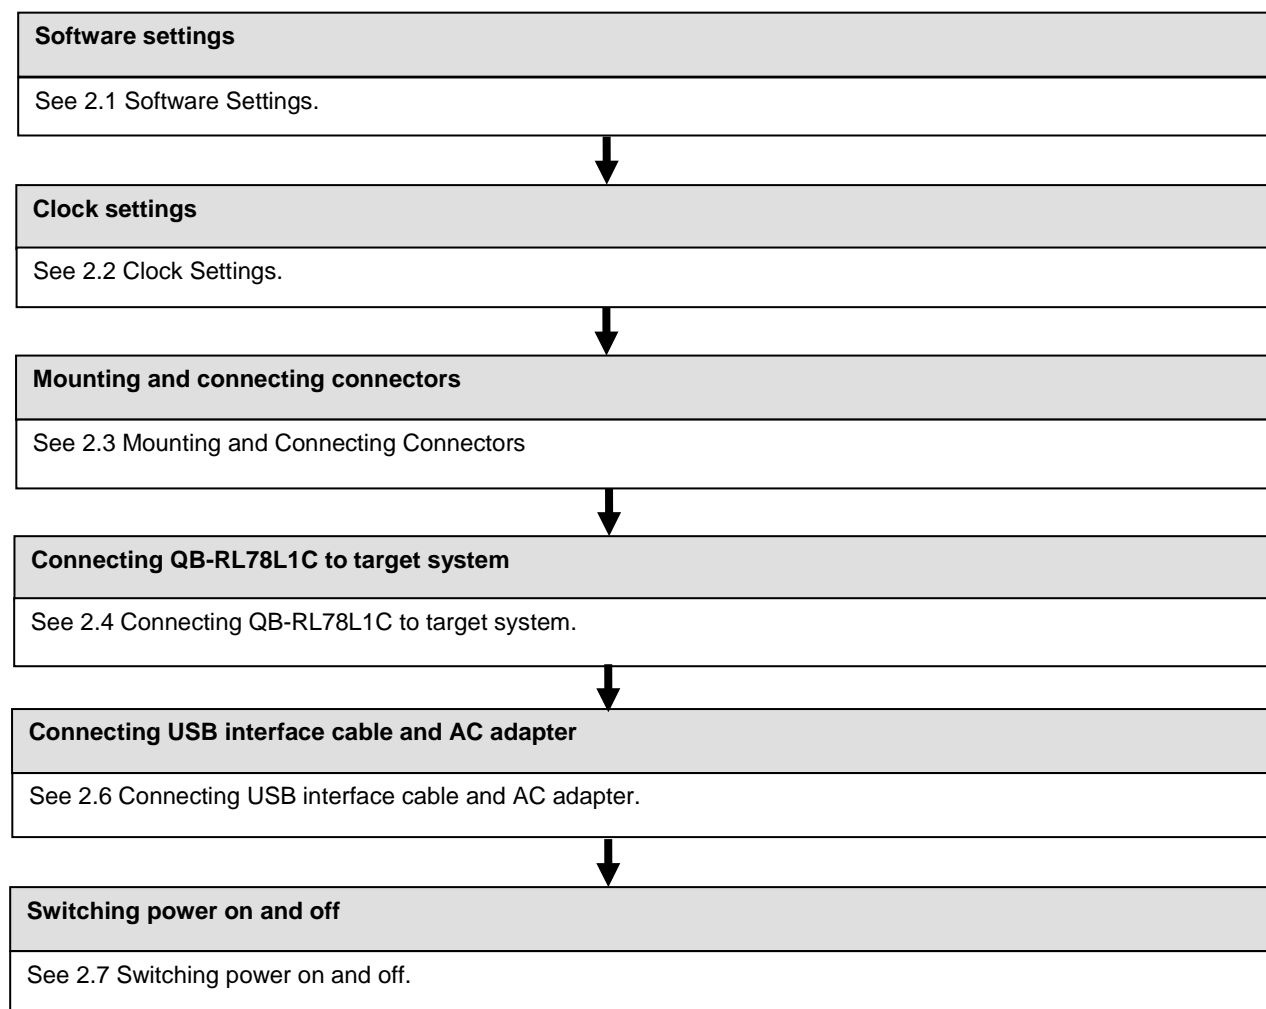 Software settings
See 2.1 Software Settings.
Clock settings
See 2.2 Clock Settings.
Mounting and connecting connectors
See 2.3 Mounting and Connecting Connectors
Connecting QB-RL78L1C to target system
See 2.4 Connecting QB-RL78L1C to target system.
Connecting USB interface cable and AC adapter
See 2.6 Connecting USB interface cable and AC adapter.
Switching power on and off
See 2.7 Switching power on and off.